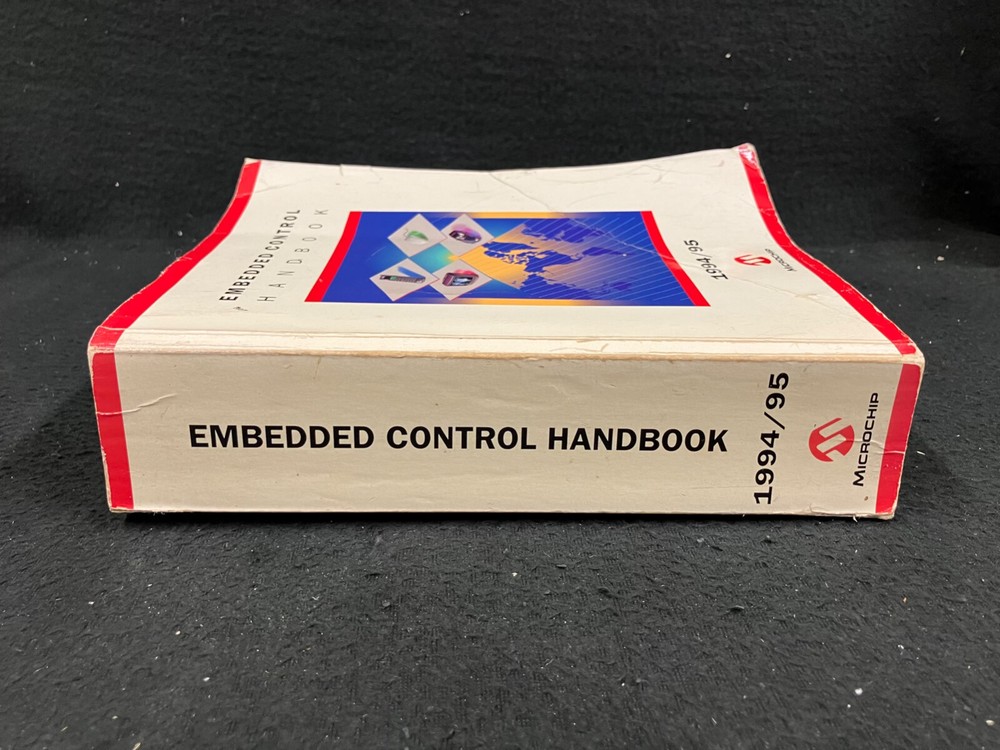 EMBEDDED CONTROL
HANDBOOK
1994/95
MICROCHIP
EMBEDDED CONTROL HANDBOOK
1994/95
MICROCHIP